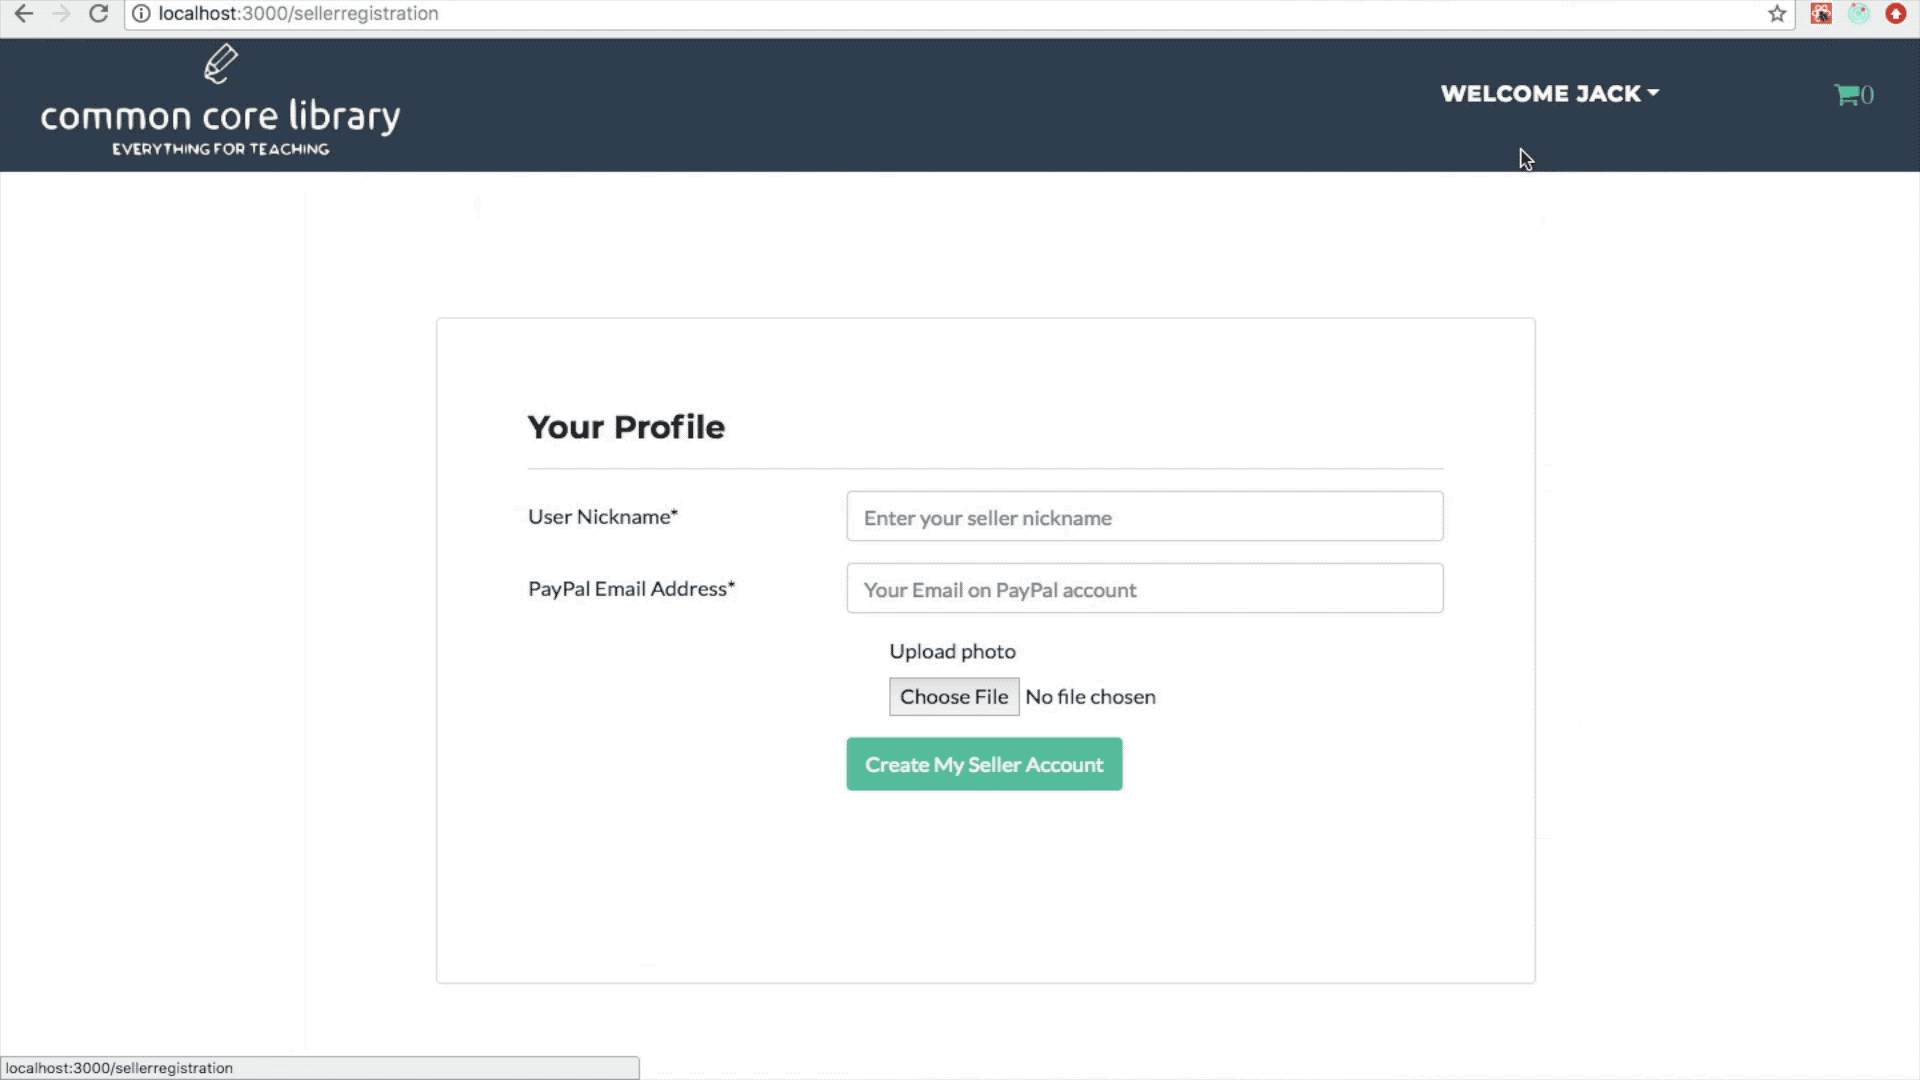 localhost:3000/sellerregistration
common core library
EVERYTHING FOR TEACHING
WELCOME JACK
0
Your Profile
User Nickname*
Enter your seller nickname
PayPal Email Address*
Your Email on PayPal account
Upload photo
Choose File No file chosen
Create My Seller Account
localhost:3000/sellerregistration